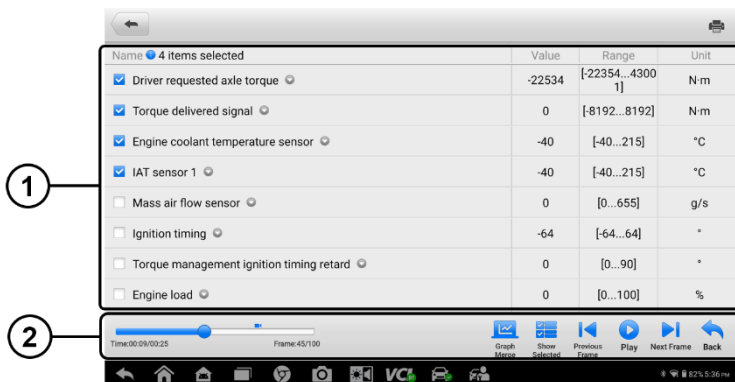 Name 4 items selected Value Range Unit
Driver requested axle torque -22534 [-22354...4300
1] N·m
Torque delivered signal 0 [-8192...8192] N·m
Engine coolant temperature sensor -40 [-40...215] °C
IAT sensor 1 -40 [-40...215] °C
Mass air flow sensor 0 [0...655] g/s
Ignition timing -64 [-64...64] °
Torque management ignition timing retard 0 [0...90] °
Engine load 0 [0...100] %
1
2
Time:00:09/00:25 Frame:45/100
Graph
Merge
Show
Selected
Previous
Frame
Play
Next Frame
Back
VCI
82% 5:36 PM